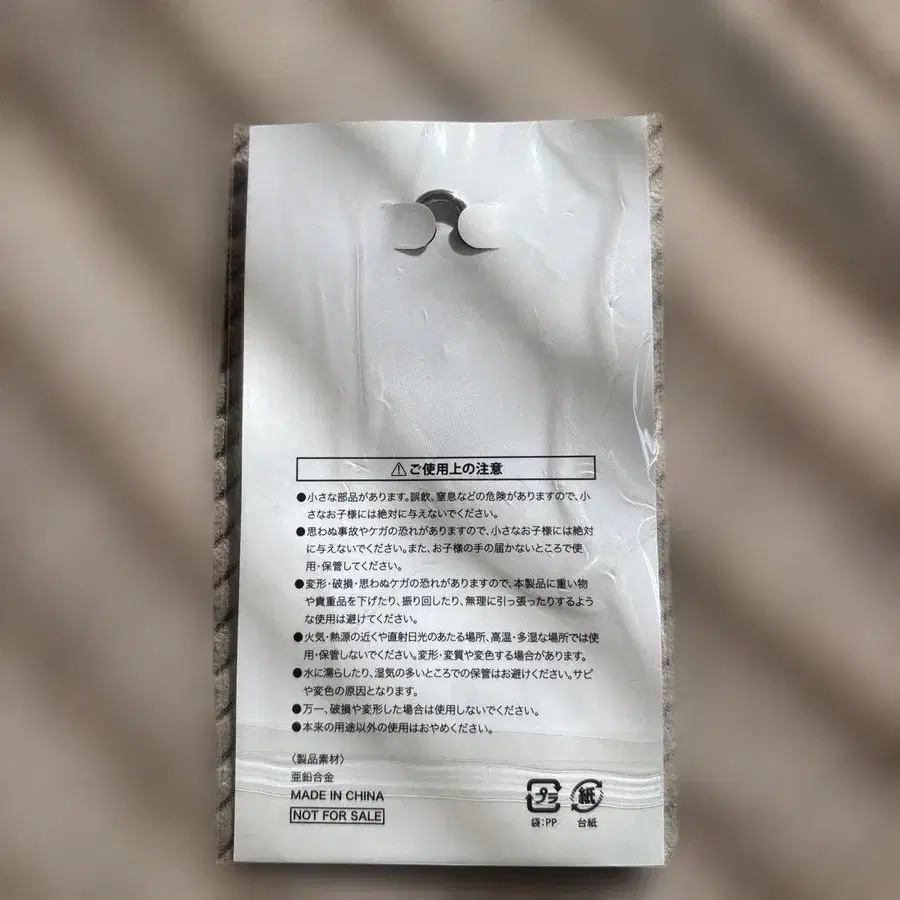 ⚠ご使用上の注意
●小さな部品があります。誤飲、窒息などの危険がありますので、小
さなお子様には絶対に与えないでください。
●思わぬ事故やケガの恐れがありますので、小さなお子様には絶対
に与えないでください。また、お子様の手の届かないところで使
用・保管してください。
●変形・破損・思わぬケガの恐れがありますので、本製品に重い物
や貴重品を下げたり、振り回したり、無理に引っ張ったりするよう
な使用は避けてください。
●火気・熱源の近くや直射日光のあたる場所、高温・多湿な場所では使
用・保管しないでください。変形・変質や変色する場合があります。
●水に濡らしたり、湿気の多いところでの保管はお避けください。サビ
や変色の原因となります。
●万一、破損や変形した場合は使用しないでください。
●本来の用途以外の使用はおやめください。
〈製品素材〉
亜鉛合金
MADE IN CHINA
NOT FOR SALE
プラ 紙
袋:PP 台紙